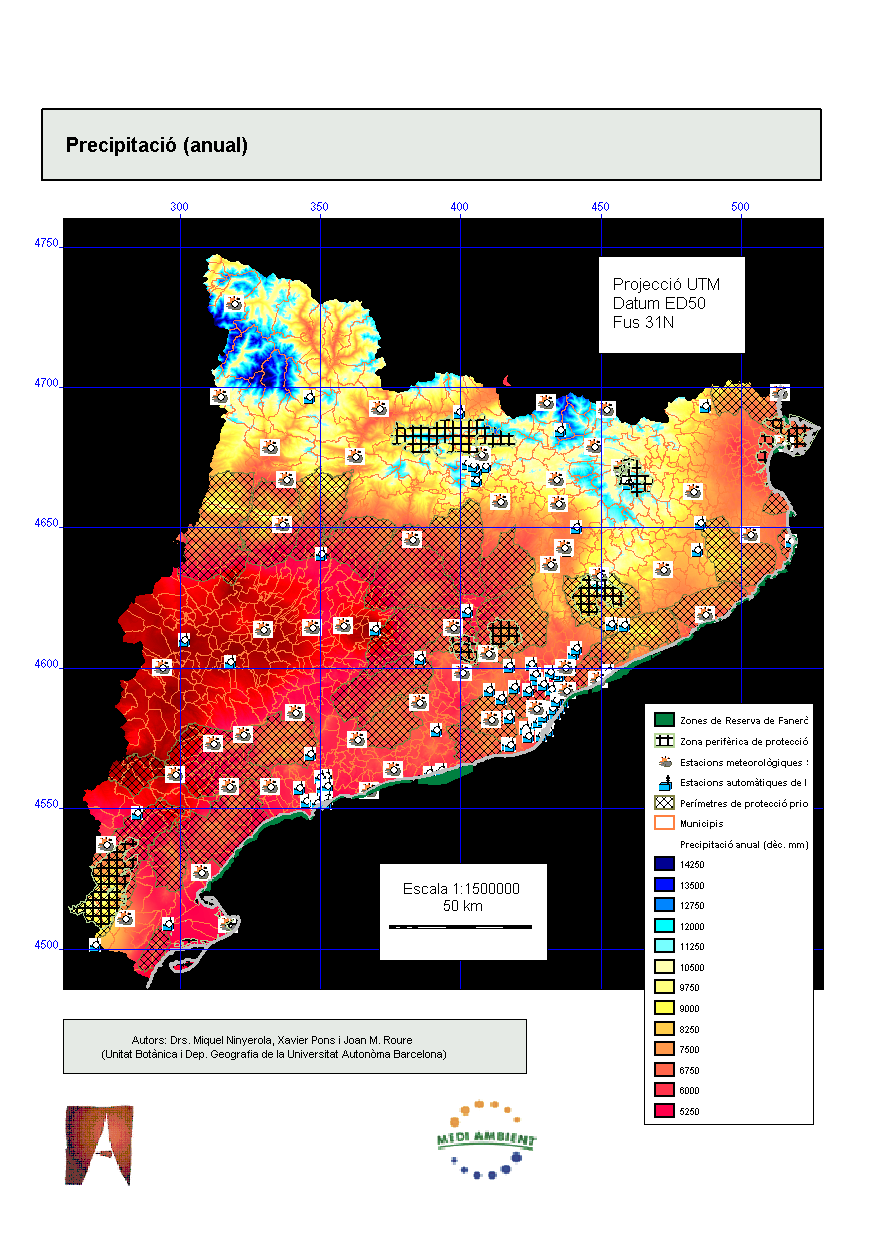 Precipitació (anual)
300 350 400 450 500
4750
4700
4650
4600
4550
4500
Projecció UTM
Datum ED50
Fus 31N
Zones de Reserva de Fanerò
Zona perifèrica de protecció
Estacions meteorológiques
Estacions automàtiques de l
Perímetres de protecció prio
Municipis
Precipitació anual (dèc. mm)
14250
13500
12750
12000
11250
10500
9750
9000
8250
7500
6750
6000
5250
Escala 1:1500000
50 km
Autors: Drs. Miquel Ninyerola, Xavier Pons i Joan M. Roure
(Unitat Botànica i Dep. Geografia de la Universitat Autonòma Barcelona)
MEDI AMBIENT